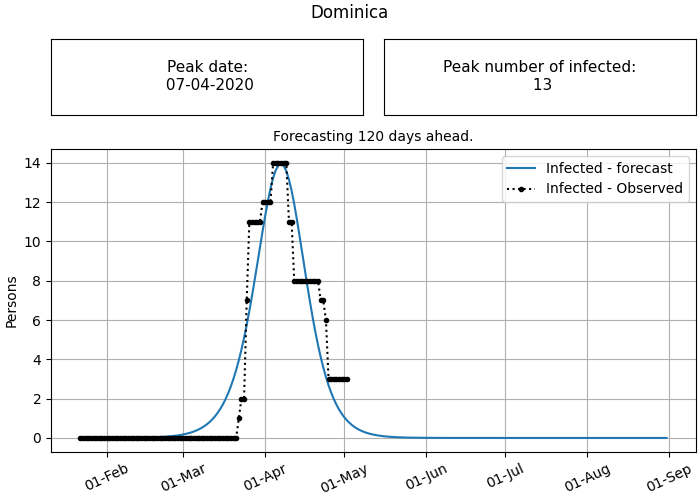 Dominica
Peak date:
07-04-2020
Peak number of infected:
13
Forecasting 120 days ahead.
Infected - forecast
Infected - Observed
Persons
14
12
10
8
6
4
2
0
01-Feb
01-Mar
01-Apr
01-May
01-Jun
01-Jul
01-Aug
01-Sep